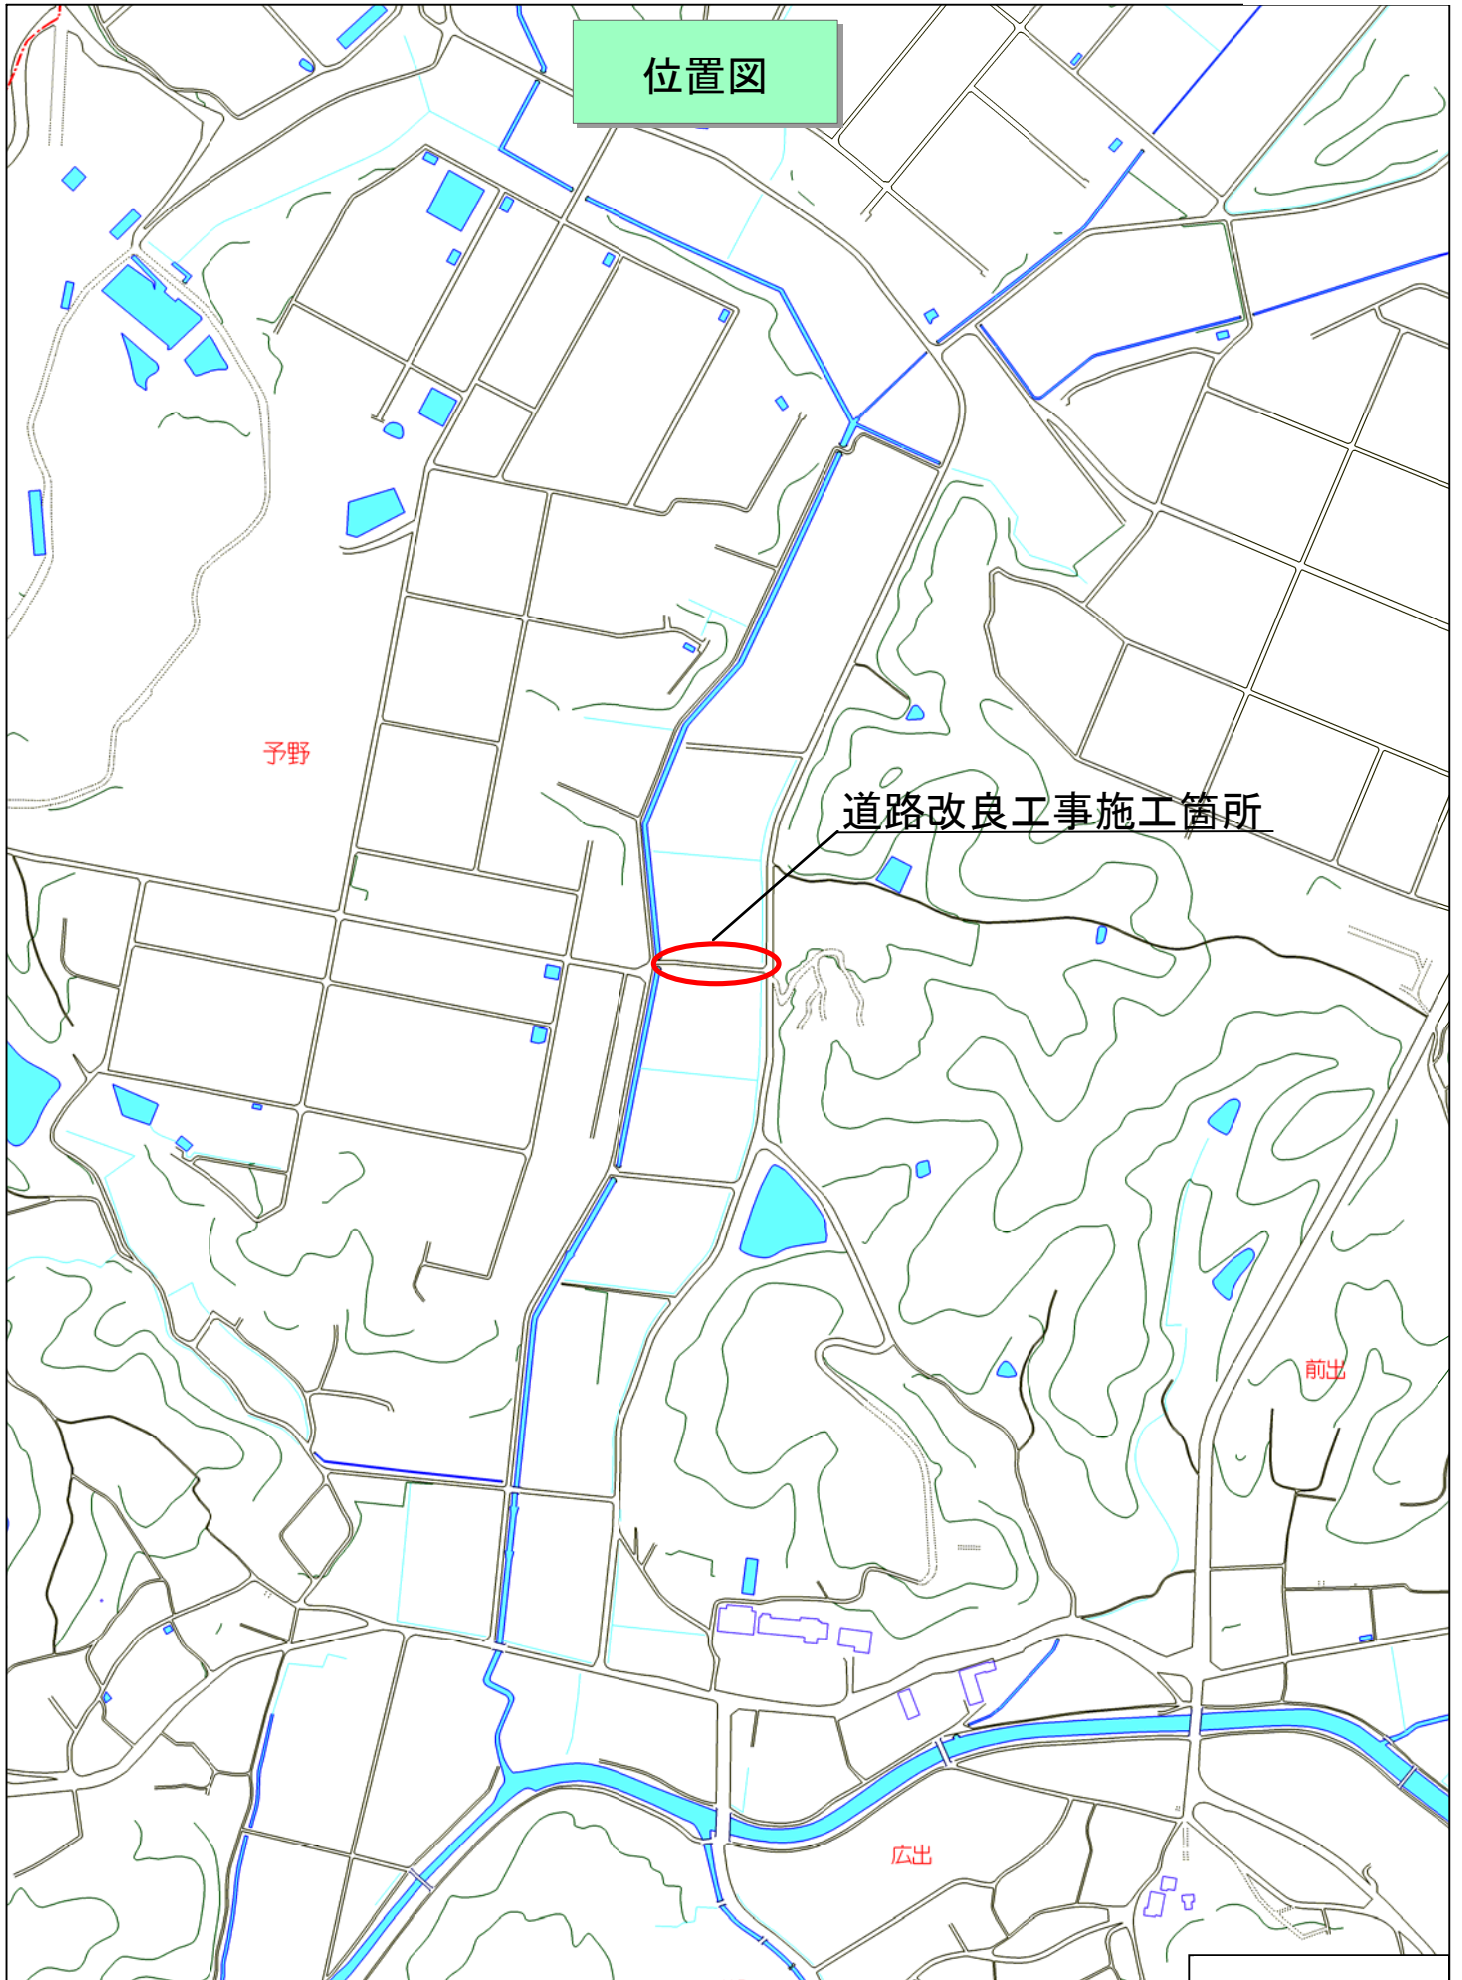 位置図
予野
道路改良工事施工箇所
前出
広出